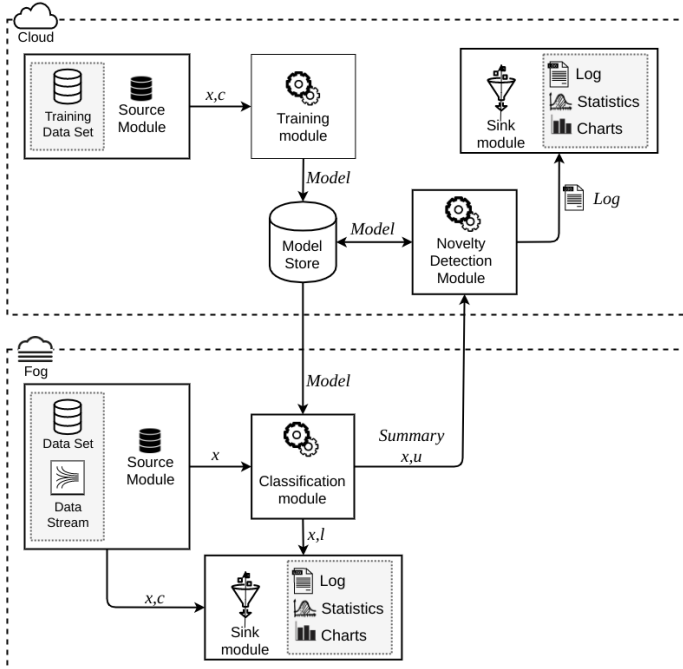 Cloud
Training
Data Set
Source
Module
x,c
Training
module
Sink
module
Log
Statistics
Charts
Model
Model
Store
Model
Novelty
Detection
Module
Log
Fog
Model
Data Set
Data
Stream
Source
Module
x
Classification
module
Summary
x,u
x,l
x,c
Sink
module
Log
Statistics
Charts